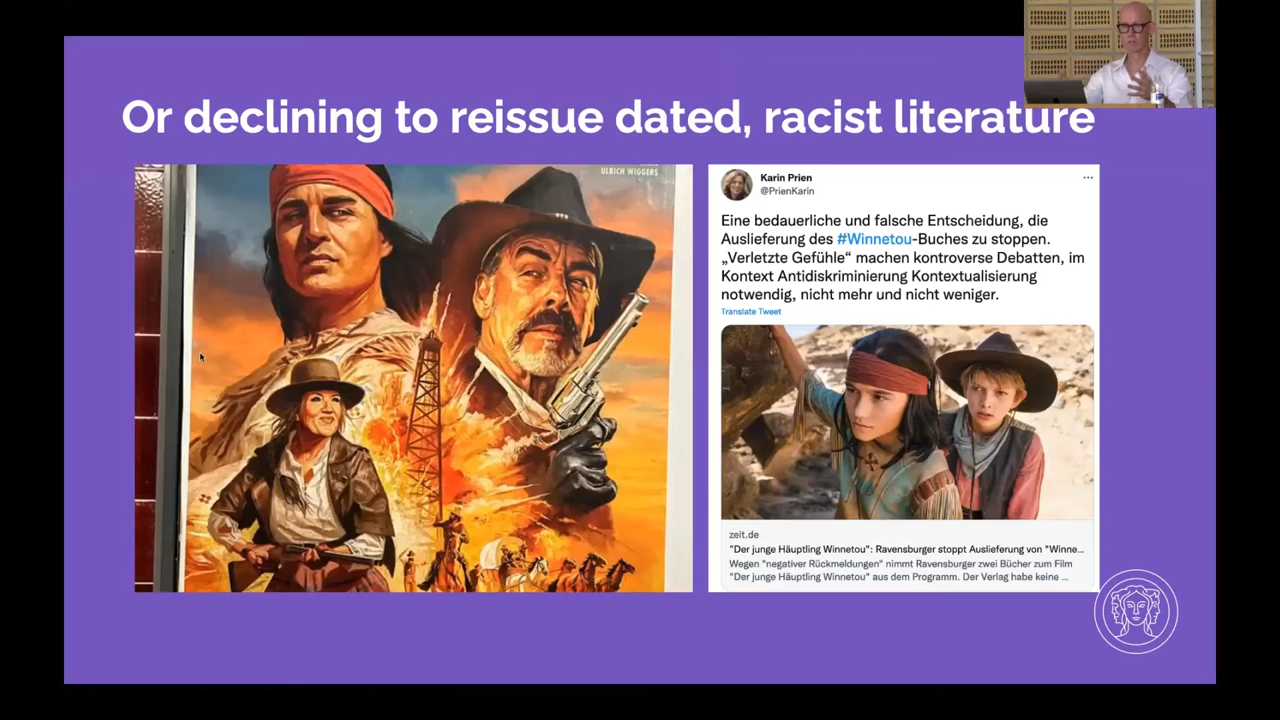 Or declining to reissue dated, racist literature
ULRICH WIGGERS
Karin Prien
@PrienKarin
Eine bedauerliche und falsche Entscheidung, die
Auslieferung des #Winnetou-Buches zu stoppen.
„Verletzte Gefühle“ machen kontroverse Debatten, im
Kontext Antidiskriminierung Kontextualisierung
notwendig, nicht mehr und nicht weniger.
Translate Tweet
zeit.de
"Der junge Häuptling Winnetou": Ravensburger stoppt Auslieferung von "Winne...
Wegen "negativer Rückmeldungen" nimmt Ravensburger zwei Bücher zum Film
"Der junge Häuptling Winnetou" aus dem Programm. Der Verlag habe keine ...